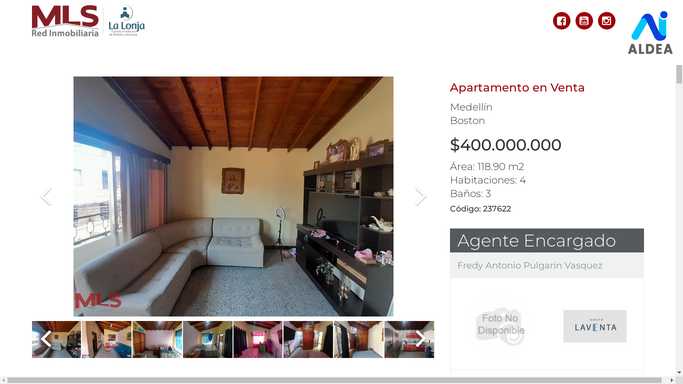 MLS
Red Inmobiliaria
La Lonja
ALDEA
Apartamento en Venta
Medellín
Boston
$400.000.000
Área: 118.90 m2
Habitaciones: 4
Baños: 3
Código: 237622
Agente Encargado
Fredy Antonio Pulgarin Vasquez
Foto No
Disponible
LAVENTA
MLS